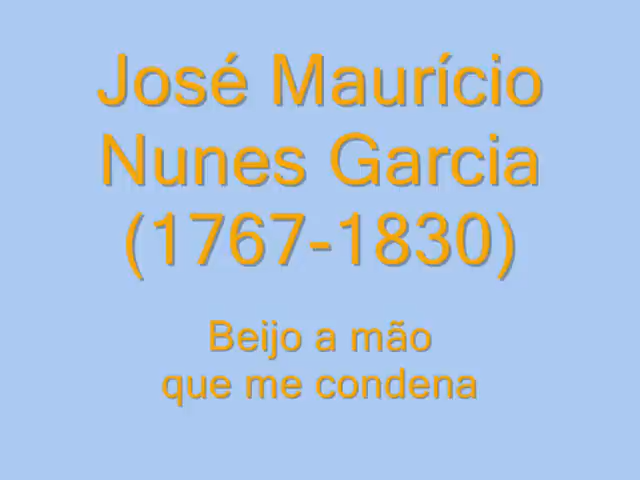 José Maurício
Nunes Garcia
(1767-1830)
Beijo a mão
que me condena